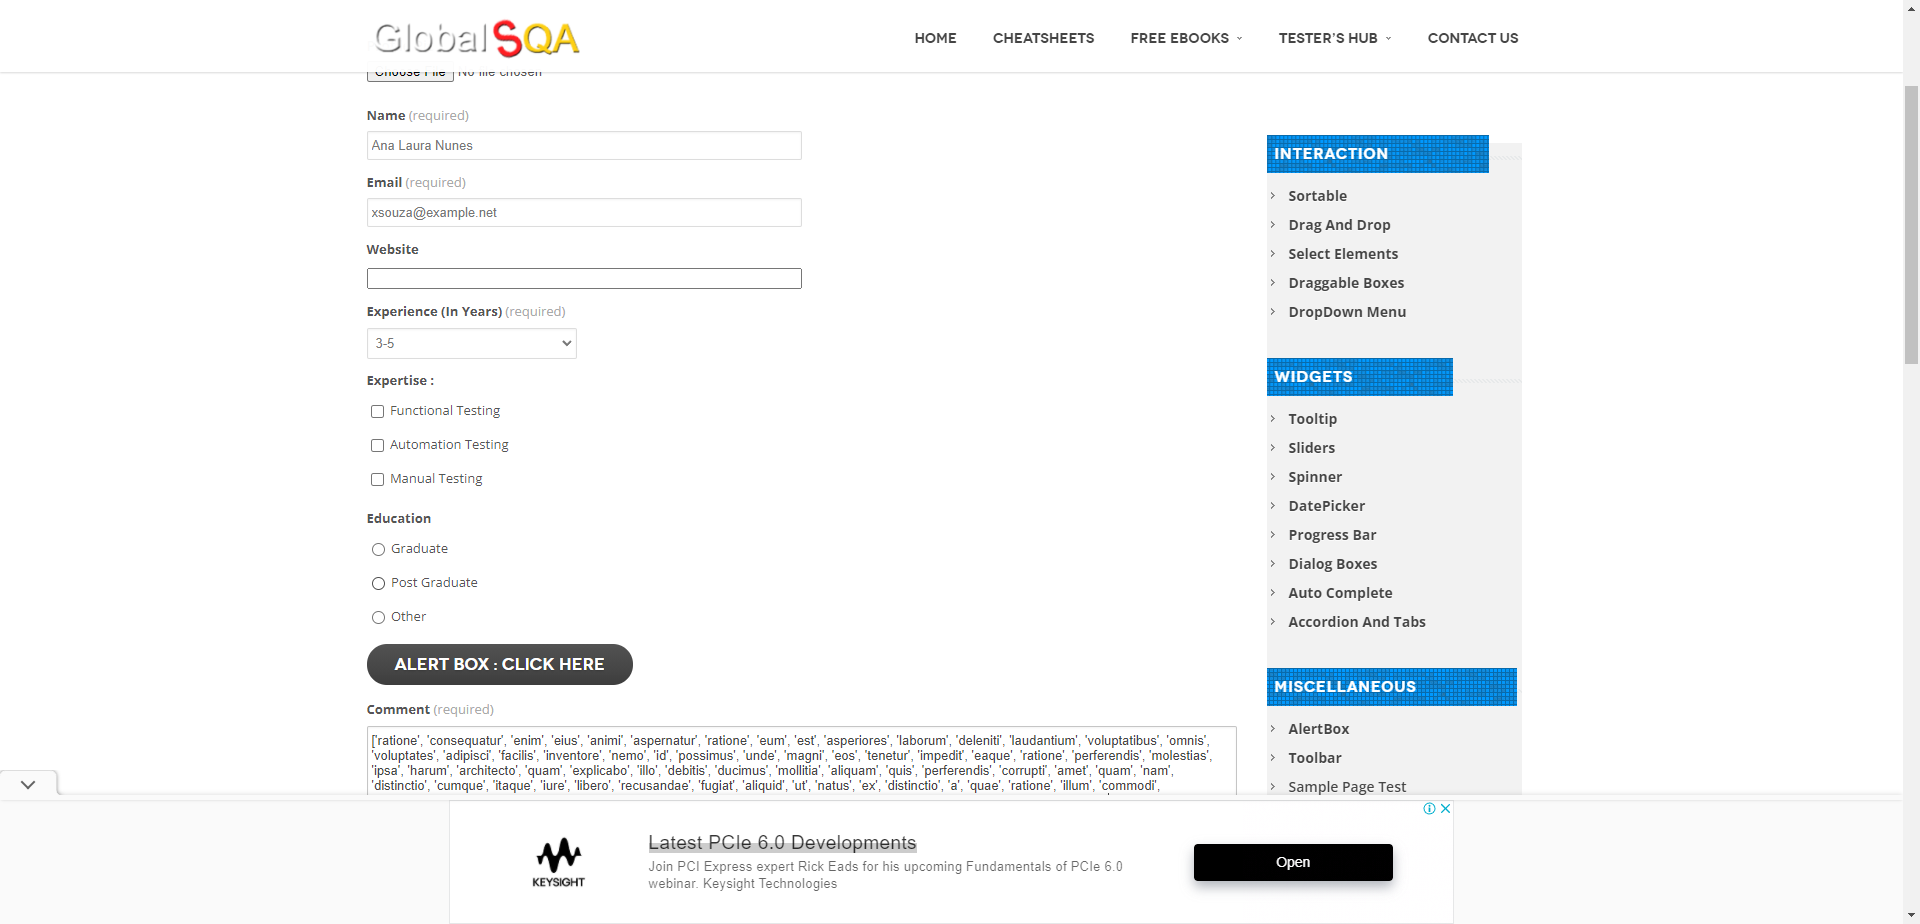 GlobalSQA
HOME
CHEATSHEETS
FREE EBOOKS
TESTER'S HUB
CONTACT US
Choose File No file chosen
Name (required)
Ana Laura Nunes
Email (required)
xsouza@example.net
Website
Experience (In Years) (required)
3-5
Expertise :
Functional Testing
Automation Testing
Manual Testing
Education
Graduate
Post Graduate
Other
ALERT BOX : CLICK HERE
Comment (required)
['ratione', 'consequatur', 'enim', 'eius', 'animi', 'aspernatur', 'ratione', 'eum', 'est', 'asperiores', 'laborum', 'deleniti', 'laudantium', 'voluptatibus', 'omnis',
'voluptates', 'adipisci', 'facilis', 'inventore', 'nemo', 'id', 'possimus', 'unde', 'magni', 'eos', 'tenetur', 'impedit', 'eaque', 'ratione', 'perferendis', 'molestias',
'ipsa', 'harum', 'architecto', 'quam', 'explicabo', 'illo', 'debitis', 'ducimus', 'mollitia', 'aliquam', 'quis', 'perferendis', 'corrupti', 'amet', 'quam', 'nam',
'distinctio', 'cumque', 'itaque', 'iure', 'libero', 'recusandae', 'fugiat', 'aliquid', 'ut', 'natus', 'ex', 'distinctio', 'a', 'quae', 'ratione', 'illum', 'commodi',
INTERACTION
Sortable
Drag And Drop
Select Elements
Draggable Boxes
DropDown Menu
WIDGETS
Tooltip
Sliders
Spinner
DatePicker
Progress Bar
Dialog Boxes
Auto Complete
Accordion And Tabs
MISCELLANEOUS
AlertBox
Toolbar
Sample Page Test
KEYSIGHT
Latest PCIe 6.0 Developments
Join PCI Express expert Rick Eads for his upcoming Fundamentals of PCIe 6.0
webinar. Keysight Technologies
Open